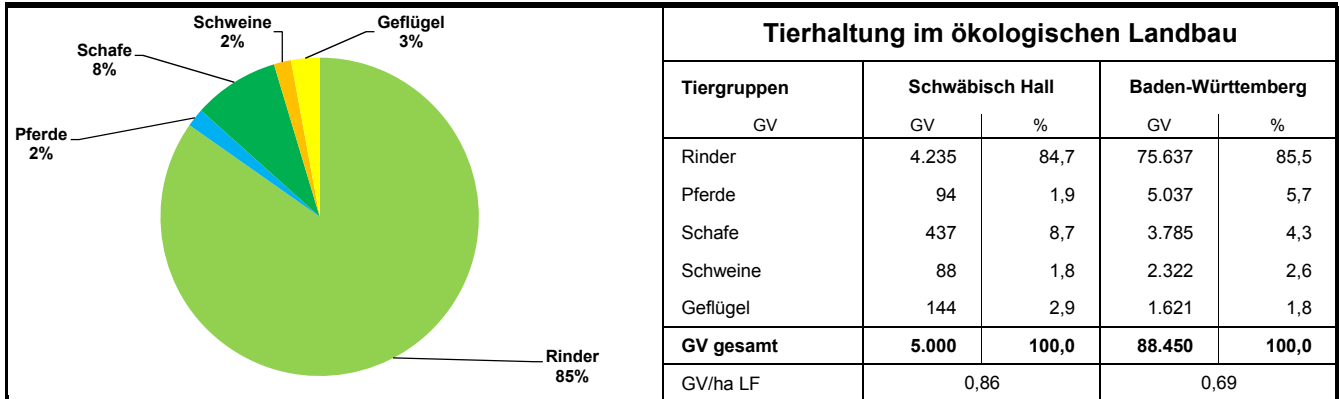 Schweine
2%
Geflügel
3%
Schafe
8%
Pferde
2%
Rinder
85%
Tierhaltung im ökologischen Landbau
Tiergruppen Schwäbisch Hall Baden-Württemberg
GV GV % GV %
Rinder 4.235 84,7 75.637 85,5
Pferde 94 1,9 5.037 5,7
Schafe 437 8,7 3.785 4,3
Schweine 88 1,8 2.322 2,6
Geflügel 144 2,9 1.621 1,8
GV gesamt 5.000 100,0 88.450 100,0
GV/ha LF 0,86 0,69